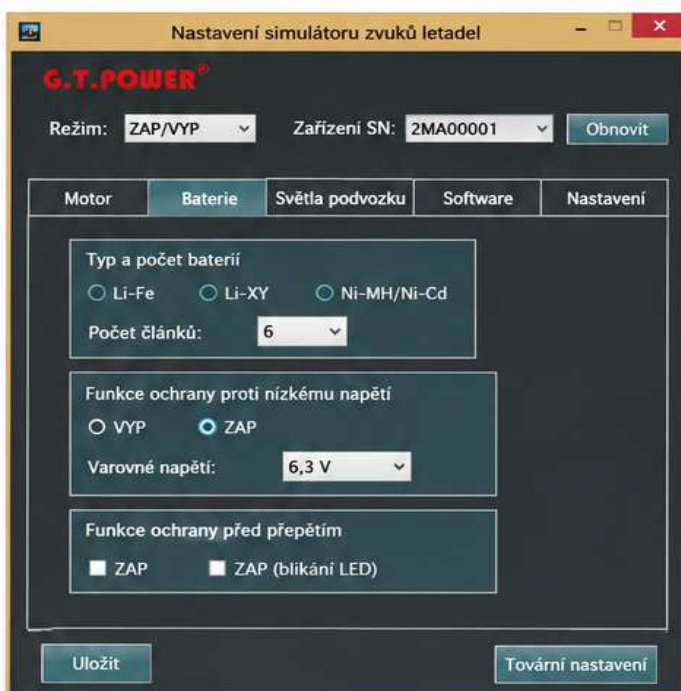 Nastavení simulátoru zvuků letadel
G.T.POWER®
Režim: ZAP/VYP Zařízení SN: 2MA00001 Obnovit
Motor Baterie Světla podvozku Software Nastavení
Typ a počet baterií
Li-Fe Li-XY Ni-MH/Ni-Cd
Počet článků: 6
Funkce ochrany proti nízkému napětí
VYP ZAP
Varovné napětí: 6,3 V
Funkce ochrany před přepětím
ZAP ZAP (blikání LED)
Uložit Tovární nastavení